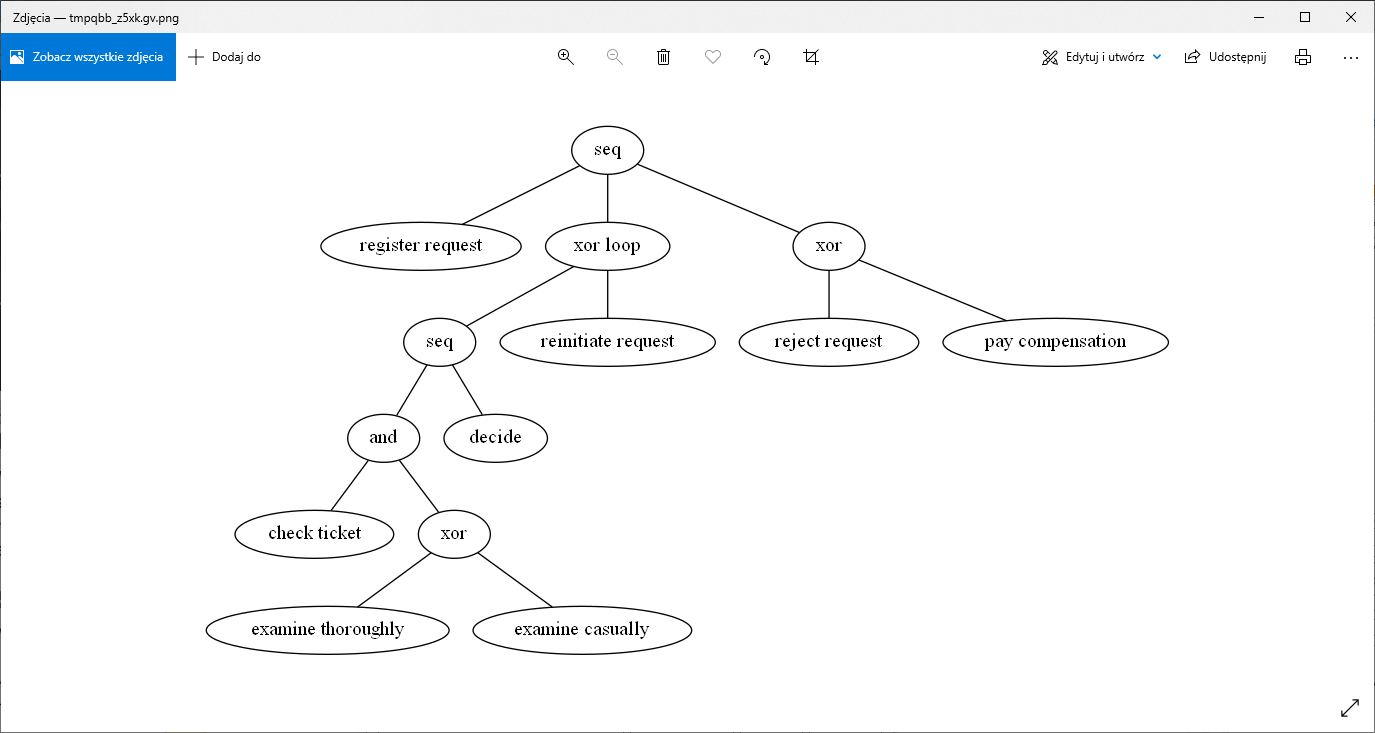 Zdjęcia — tmpqbb_z5xk.gv.png
Zobacz wszystkie zdjęcia
Dodaj do
Edytuj i utwórz
Udostępnij
seq
register request
xor loop
xor
seq
reinitiate request
reject request
pay compensation
and
decide
check ticket
xor
examine thoroughly
examine casually